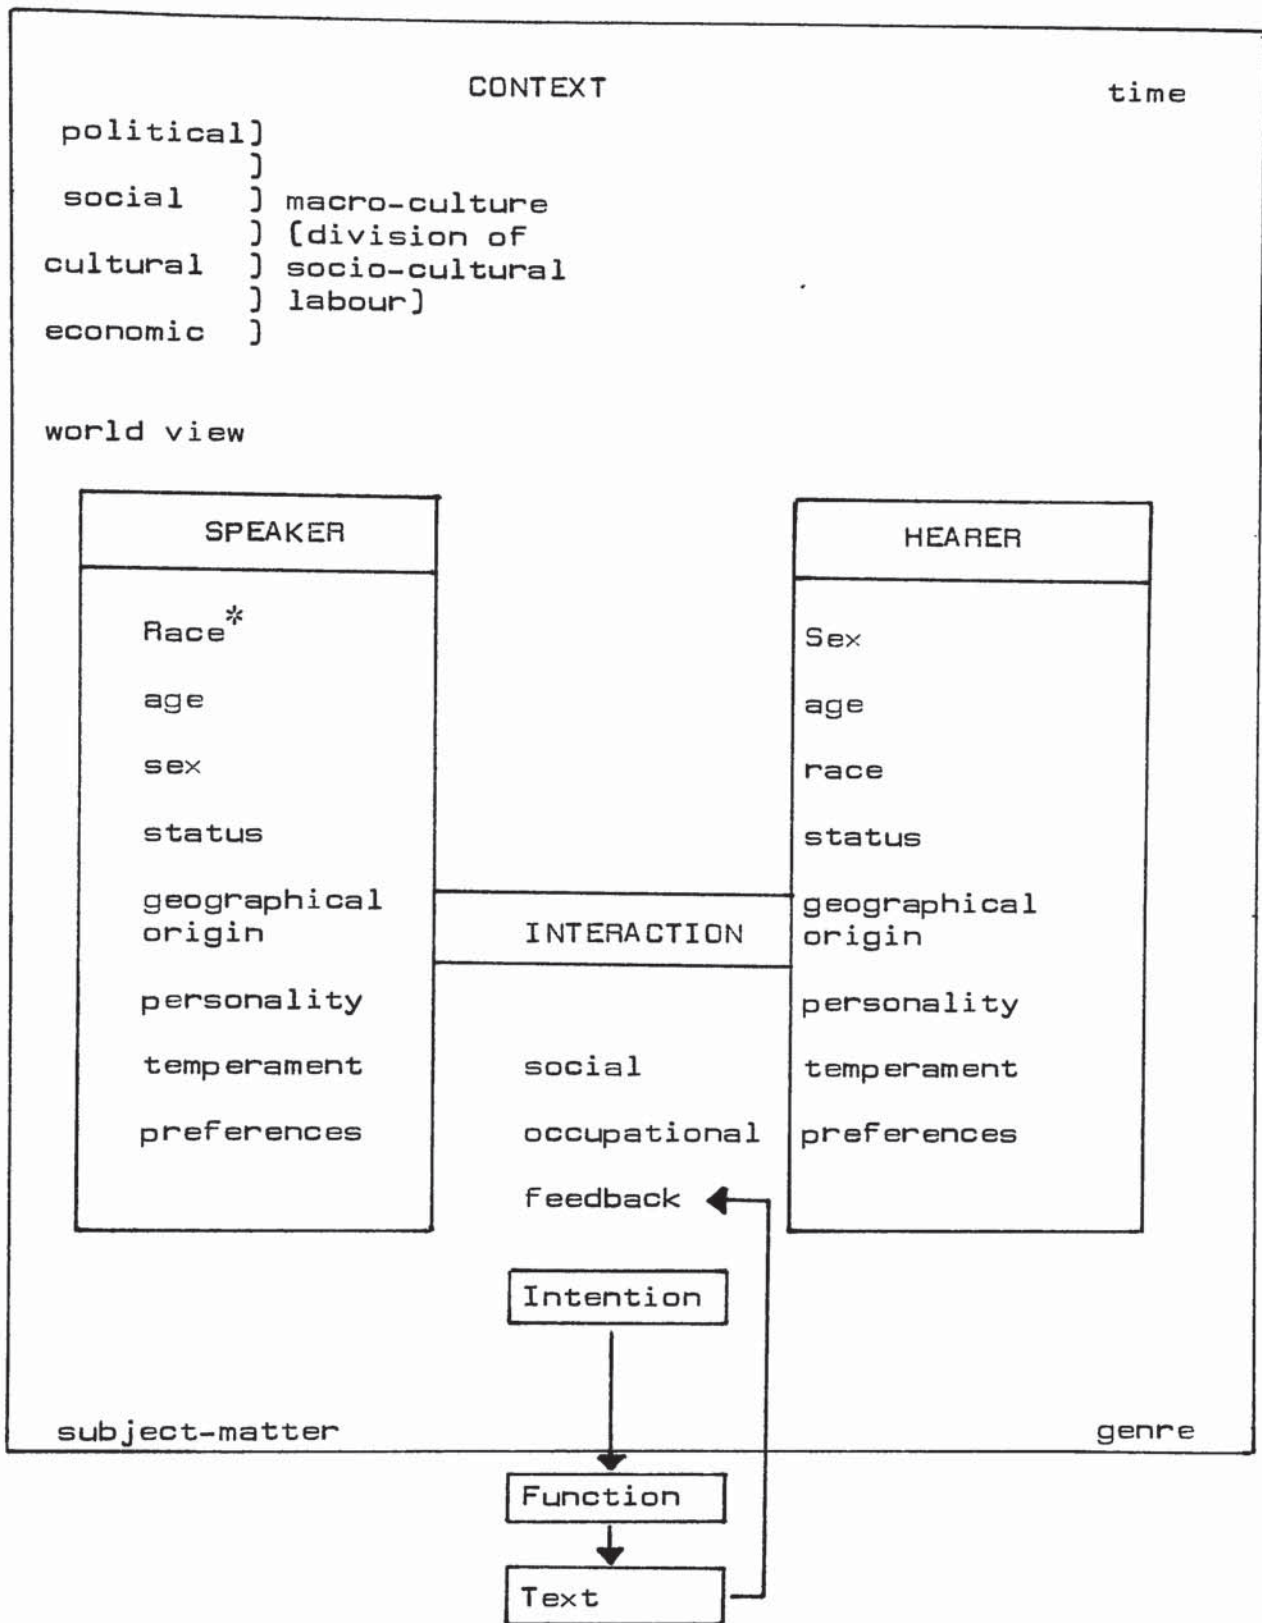 CONTEXT
time
political)
)
social ) macro-culture
) (division of
cultural ) socio-cultural
) labour)
economic )
world view
SPEAKER
Race*
age
sex
status
geographical
origin
personality
temperament
preferences
INTERACTION
social
occupational
feedback
HEARER
Sex
age
race
status
geographical
origin
personality
temperament
preferences
Intention
subject-matter
genre
Function
Text